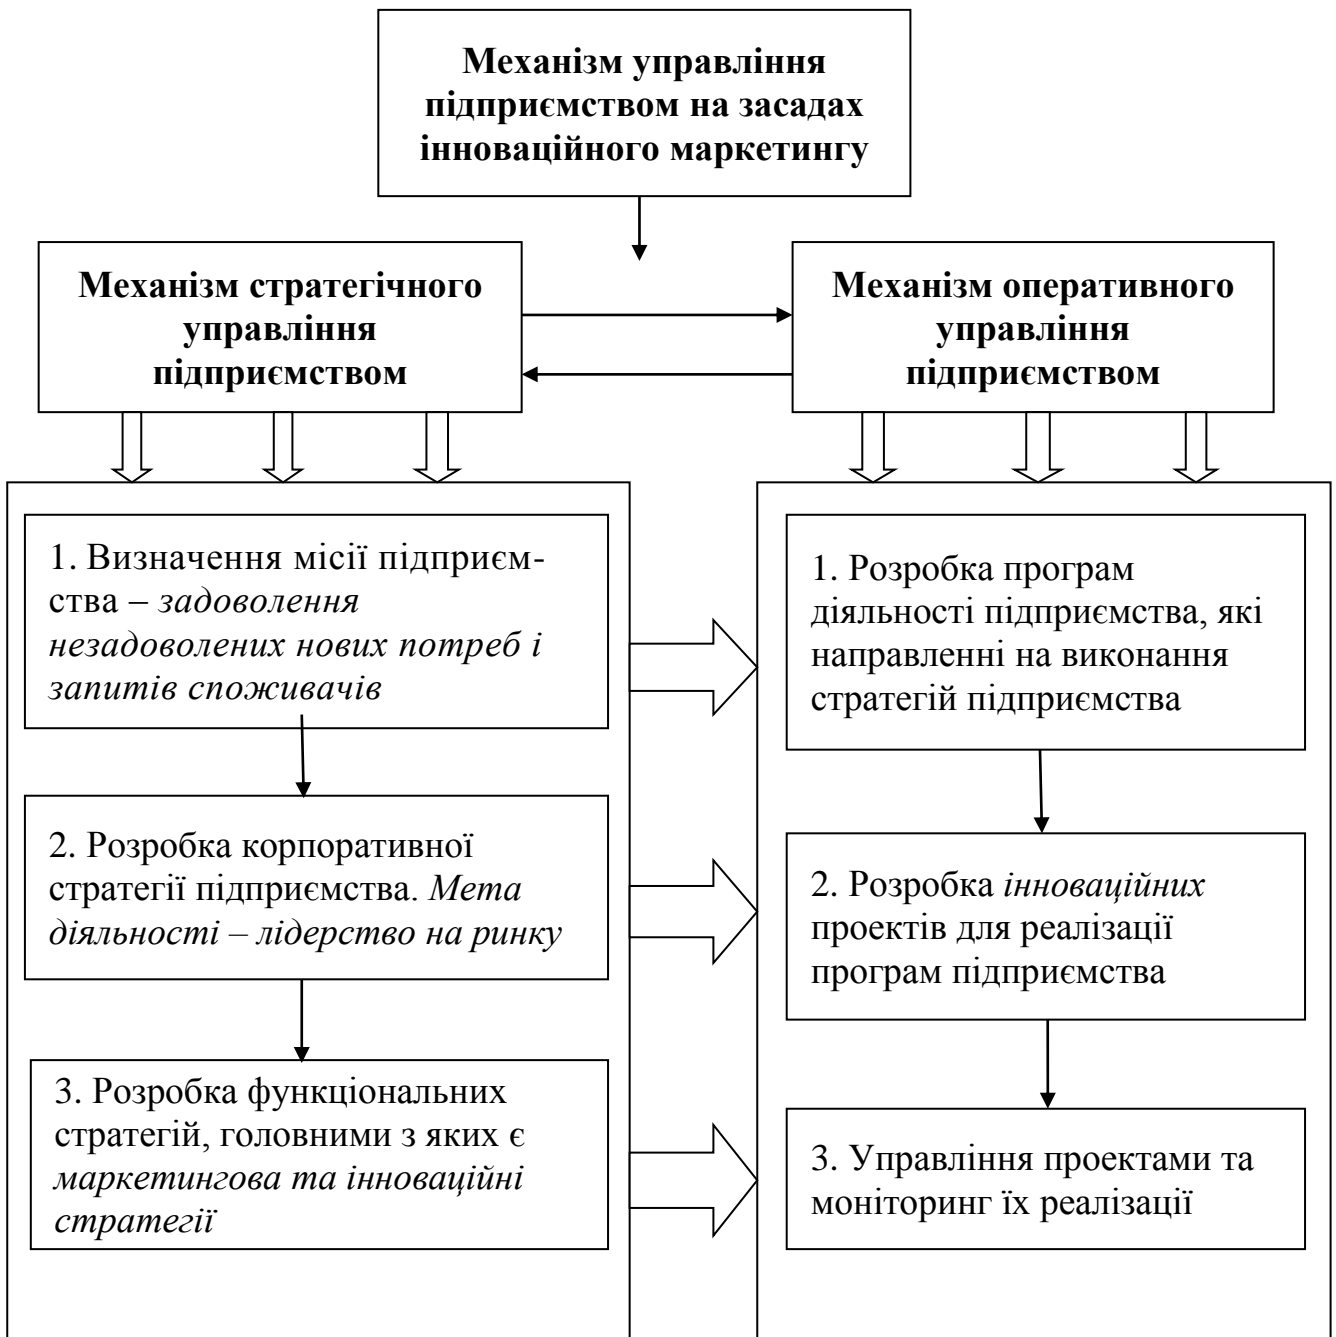 Механізм управління
підприємством на засадах
інноваційного маркетингу
Механізм стратегічного
управління
підприємством
Механізм оперативного
управління
підприємством
1. Визначення місії підприєм-
ства – задоволення
незадоволених нових потреб і
запитів споживачів
2. Розробка корпоративної
стратегії підприємства. Мета
діяльності – лідерство на ринку
3. Розробка функціональних
стратегій, головними з яких є
маркетингова та інноваційні
стратегії
1. Розробка програм
діяльності підприємства, які
направленні на виконання
стратегій підприємства
2. Розробка інноваційних
проектів для реалізації
програм підприємства
3. Управління проектами та
моніторинг їх реалізації